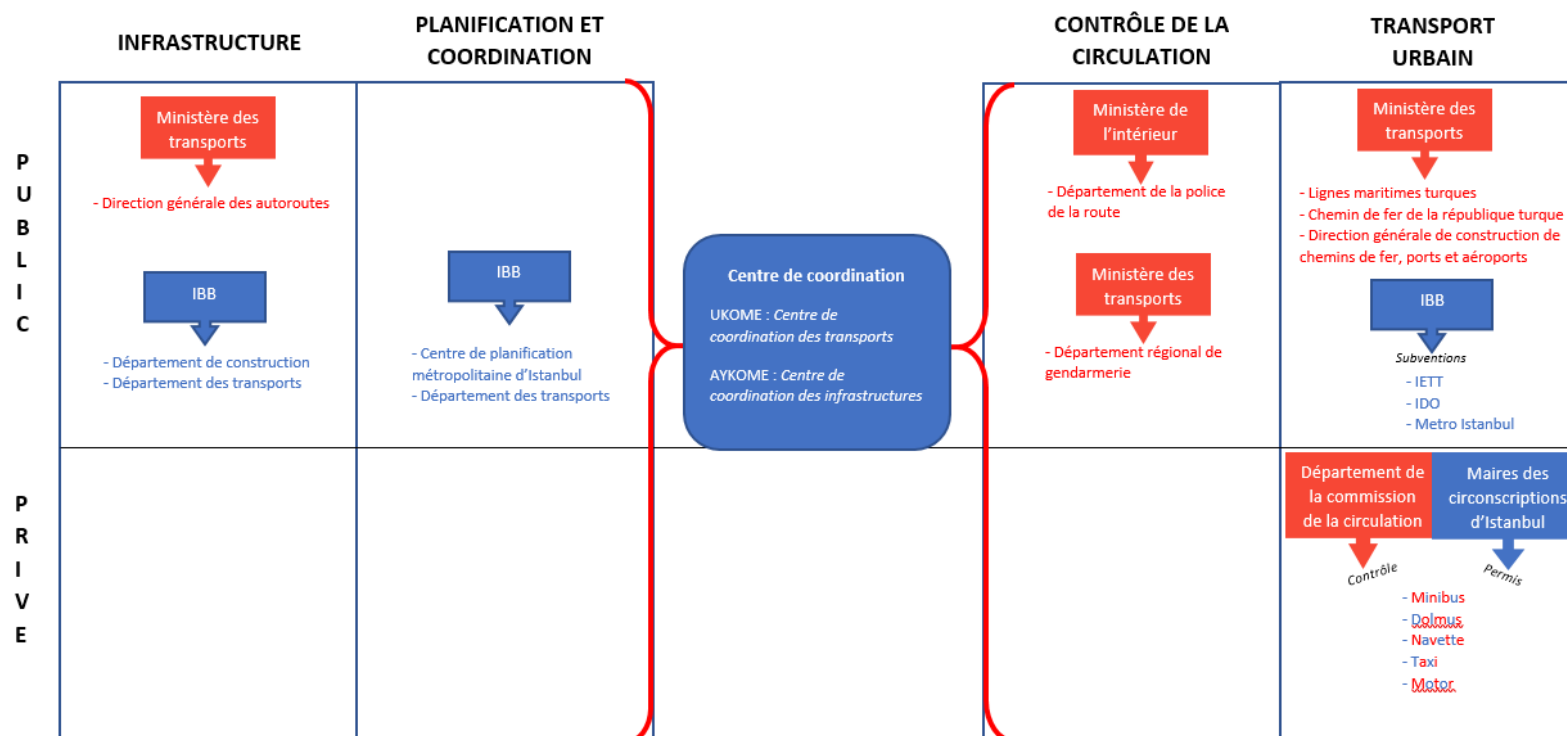 INFRASTRUCTURE
PLANIFICATION ET
COORDINATION
CONTRÔLE DE LA
CIRCULATION
TRANSPORT
URBAIN
PUBLIC
Ministère des
transports
- Direction générale des autoroutes
IBB
- Département de construction
- Département des transports
IBB
- Centre de planification
métropolitaine d’Istanbul
- Département des transports
Centre de coordination
UKOME : Centre de
coordination des transports
AYKOME : Centre de
coordination des infrastructures
Ministère de
l’intérieur
- Département de la police
de la route
Ministère des
transports
- Département régional de
gendarmerie
Ministère des
transports
- Lignes maritimes turques
- Chemin de fer de la république turque
- Direction générale de construction de
chemins de fer, ports et aéroports
IBB
Subventions
- IETT
- IDO
- Metro Istanbul
PRIVE
Département de
la commission
de la circulation
Maires des
circonscriptions
d’Istanbul
Contrôle
Permis
- Minibus
- Dolmus
- Navette
- Taxi
- Motor